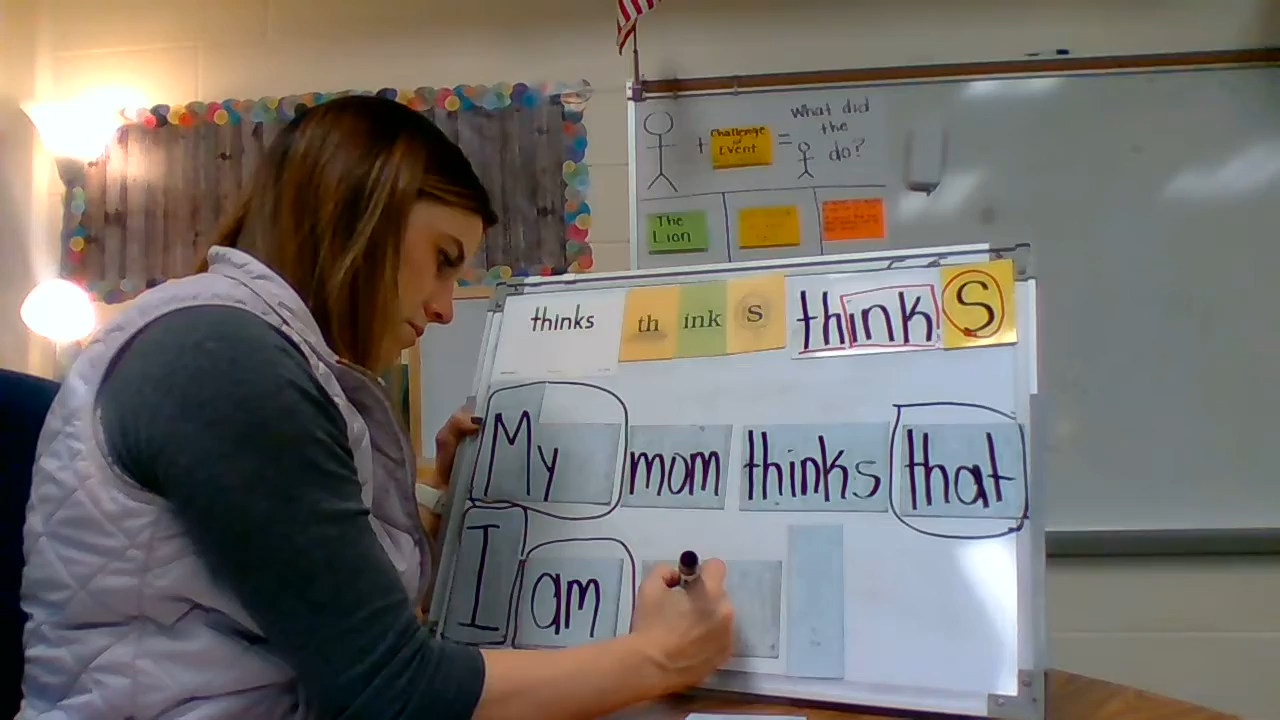 What did
+ Challenge or Event = the
do?
The Lion
thinks th ink s thinkS
My mom thinks that
I am